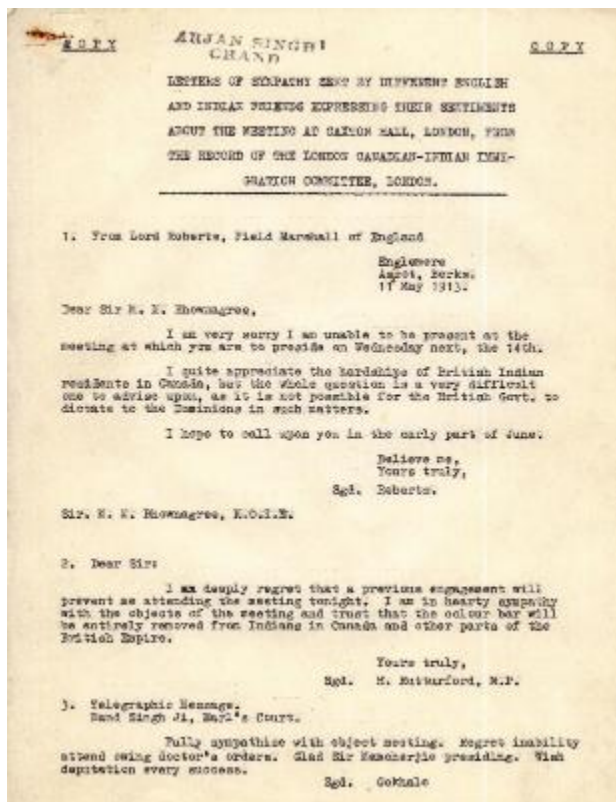 COPY
ARJAN SINGH
CHAND
COPY
LETTERS OF SYMPATHY SENT BY DIFFERENT ENGLISH
AND INDIAN FRIENDS EXPRESSING THEIR SENTIMENTS
ABOUT THE MEETING AT CAXTON HALL, LONDON, FROM
THE RECORD OF THE LONDON CANADIAN-INDIAN IMMI-
GRATION COMMITTEE, LONDON.
1. From Lord Roberts, Field Marshall of England
Englemere
Berks.
11 May 1913.
Dear Sir M. M. Bhownagree,
I am very sorry I am unable to be present at the
meeting at which you are to preside on Wednesday next, the 14th.
I quite appreciate the hardships of British Indian
residents in Canada, but the whole question is a very difficult
one to advise upon, as it is not possible for the British Govt. to
dictate to the Dominions in such matters.
I hope to call upon you in the early part of June.
Believe me,
Yours truly,
Sgd. Roberts.
Sir. M. M. Bhownagree, K.C.I.E.
2. Dear Sir:
I am deeply regret that a previous engagement will
prevent me attending the meeting tonight. I am in hearty sympathy
with the objects of the meeting and trust that the colour bar will
be entirely removed from Indians in Canada and other parts of the
British Empire.
Yours truly,
Sgd. M.P.
3. Telegraphic Message.
Nand Singh Ji, Earl's Court.
Fully sympathise with object meeting. Regret inability
attend owing doctor's orders. Glad Sir presiding. Wish
deputation every success.
Sgd. Gokhale